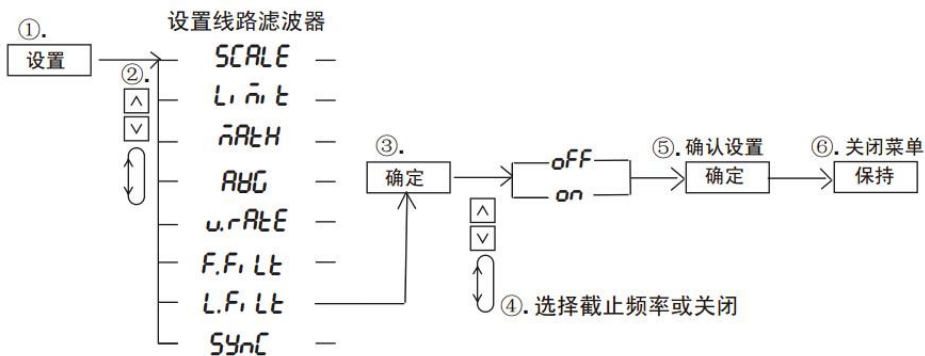 设置线路滤波器
①.
设置
②.
SCALE
Limit
mAtH
AVG
u.rAtE
F.FiLt
L.FiLt
SYnC
③.
确定
oFF
on
④. 选择截止频率或关闭
⑤. 确认设置
确定
⑥. 关闭菜单
保持